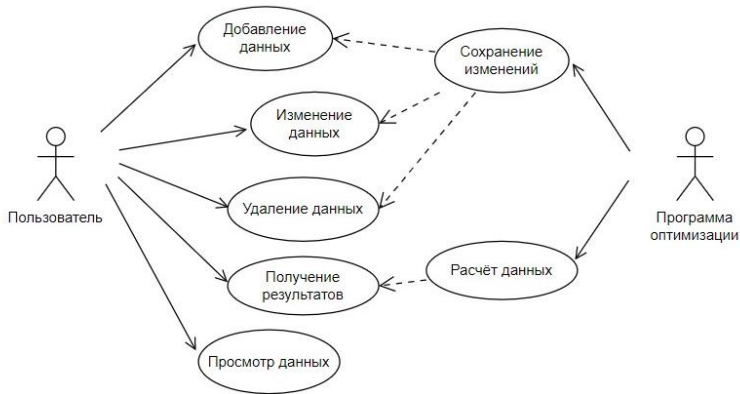 Добавление
данных
Сохранение
изменений
Изменение
данных
Пользователь
Удаление данных
Программа
оптимизации
Получение
результатов
Расчёт данных
Просмотр данных